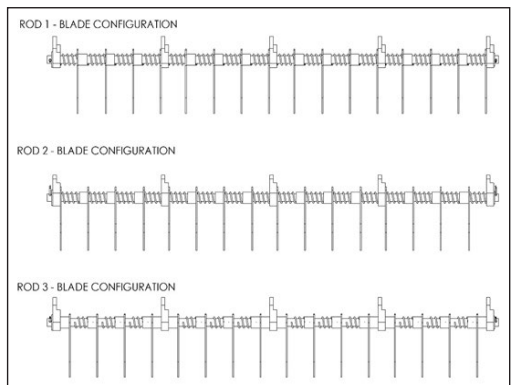 ROD 1 - BLADE CONFIGURATION
ROD 2 - BLADE CONFIGURATION
ROD 3 - BLADE CONFIGURATION